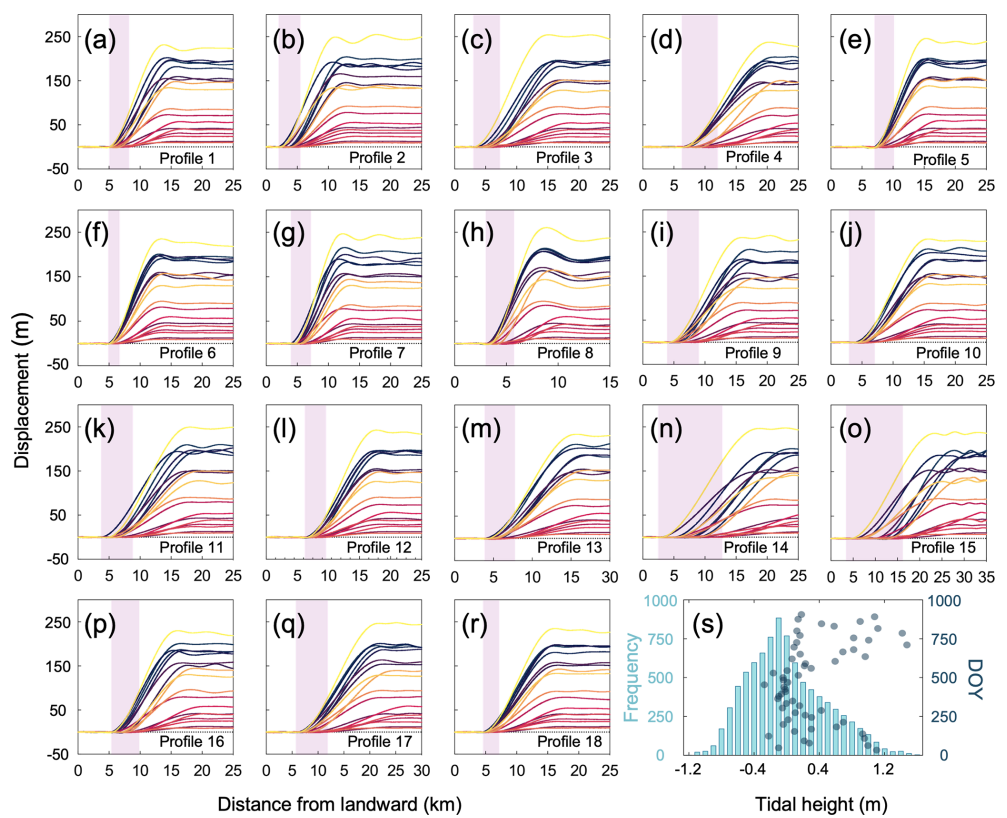 250 (a) (b) (c) (d) (e)
150
50
-50
Profile 1 Profile 2 Profile 3 Profile 4 Profile 5
0 5 10 15 20 25 0 5 10 15 20 25 0 5 10 15 20 25 0 5 10 15 20 25 0 5 10 15 20 25
250 (f) (g) (h) (i) (j)
150
50
-50
Profile 6 Profile 7 Profile 8 Profile 9 Profile 10
0 5 10 15 20 25 0 5 10 15 20 25 0 5 10 15 0 5 10 15 20 25 0 5 10 15 20 25
Displacement (m)
250 (k) (l) (m) (n) (o)
150
50
-50
Profile 11 Profile 12 Profile 13 Profile 14 Profile 15
0 5 10 15 20 25 0 5 10 15 20 25 0 5 10 15 20 25 30 0 5 10 15 20 25 0 5 10 15 20 25 30 35
250 (p) (q) (r)
150
50
-50
Profile 16 Profile 17 Profile 18
0 5 10 15 20 25 0 5 10 15 20 25 30 0 5 10 15 20 25
Distance from landward (km)
(s)
1000 1000
750 750
500 500
250 250
0 0
Frequency
DOY
-1.2 -0.4 0.4 1.2
Tidal height (m)